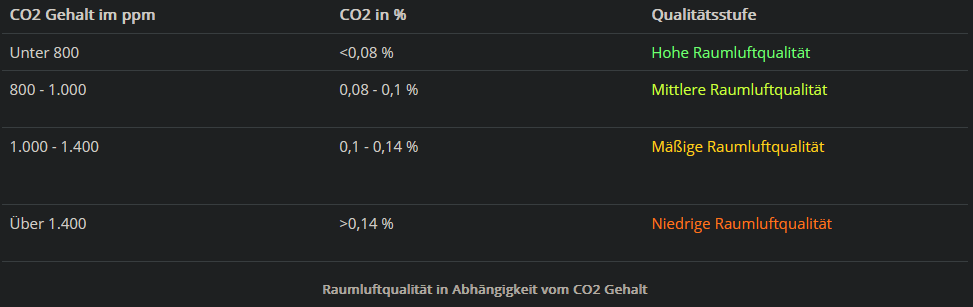 CO2 Gehalt im ppm CO2 in % Qualitätsstufe
Unter 800 <0,08 % Hohe Raumluftqualität
800 - 1.000 0,08 - 0,1 % Mittlere Raumluftqualität
1.000 - 1.400 0,1 - 0,14 % Mäßige Raumluftqualität
Über 1.400 >0,14 % Niedrige Raumluftqualität
Raumluftqualität in Abhängigkeit vom CO2 Gehalt